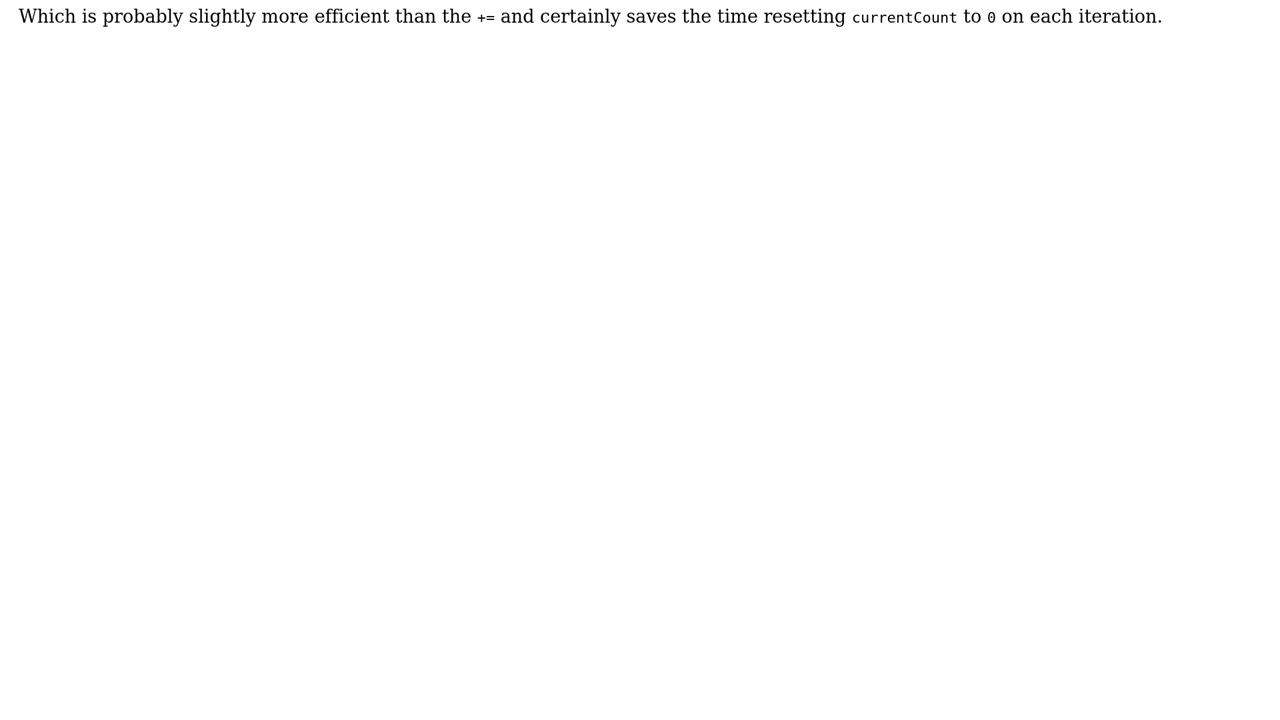 Which is probably slightly more efficient than the += and certainly saves the time resetting currentCount to 0 on each iteration.